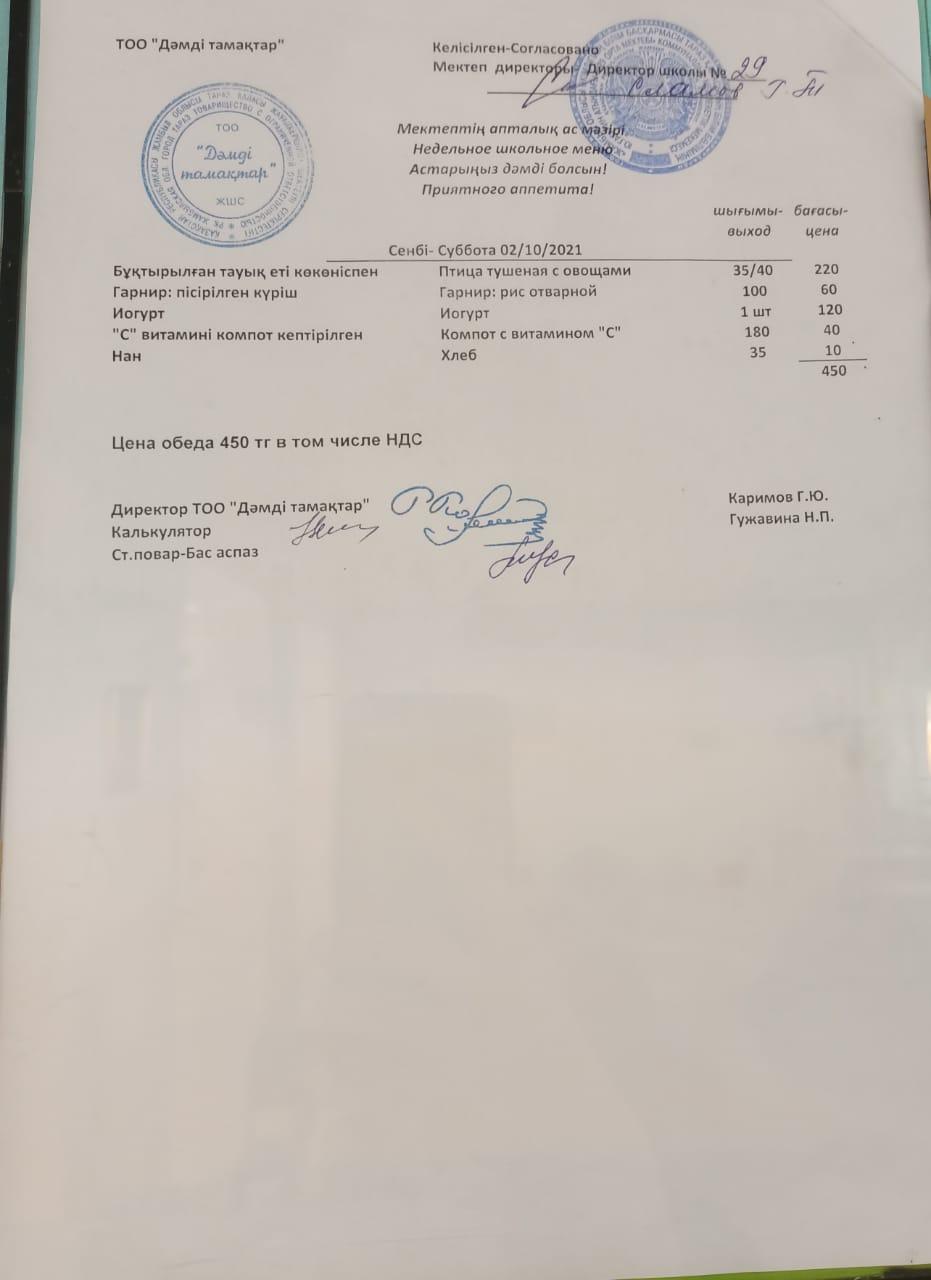 ТОО "Дәмді тамақтар"
Келісілген-Согласовано
Мектеп директоры- Директор школы № 29
ТОО
"Дәмді
тамақтар"
ЖШС
Мектептің апталық ас мәзірі
Недельное школьное меню
Астарыңыз дәмді болсын!
Приятного аппетита!
шығымы- бағасы-
выход цена
Сенбі- Суббота 02/10/2021
Бұқтырылған тауық еті көкөніспен Птица тушеная с овощами 35/40 220
Гарнир: пісірілген күріш Гарнир: рис отварной 100 60
Иогурт Иогурт 1 шт 120
"С" витамині компот кептірілген Компот с витамином "С" 180 40
Нан Хлеб 35 10
450
Цена обеда 450 тг в том числе НДС
Директор ТОО "Дәмді тамақтар" Каримов Г.Ю.
Калькулятор Гужавина Н.П.
Ст.повар-Бас аспаз